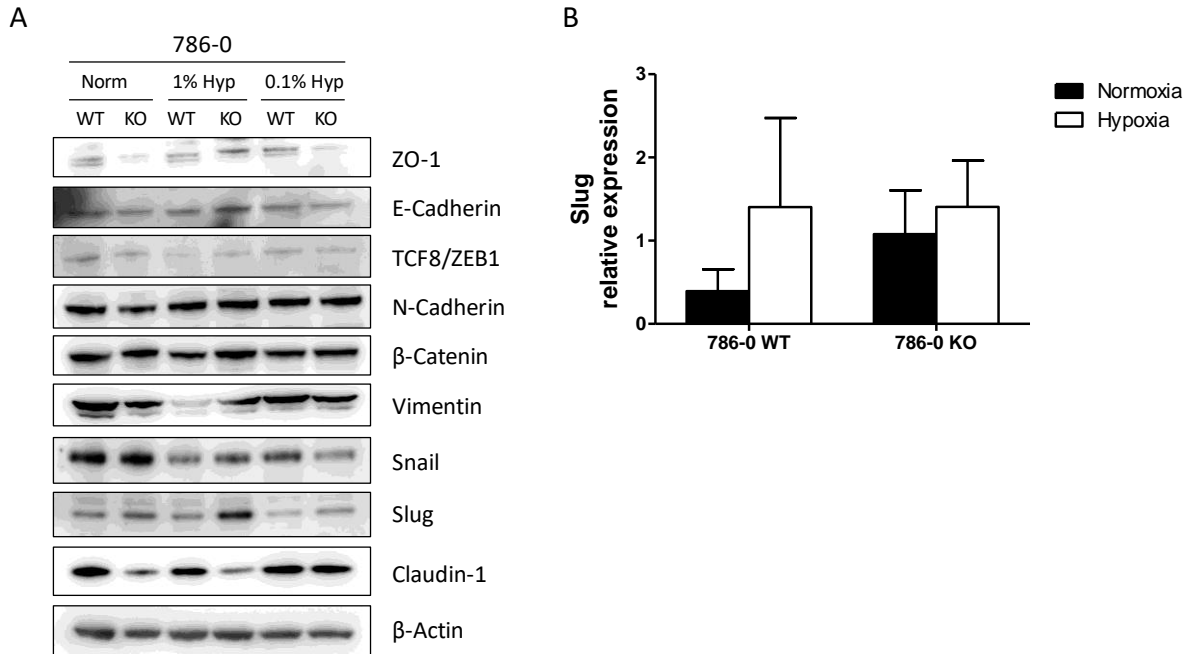 A
786-0
Norm 1% Hyp 0.1% Hyp
WT KO WT KO WT KO
ZO-1
E-Cadherin
TCF8/ZEB1
N-Cadherin
β-Catenin
Vimentin
Snail
Slug
Claudin-1
β-Actin
B
Slug
relative expression
3
2
1
0
786-0 WT 786-0 KO
Normoxia
Hypoxia